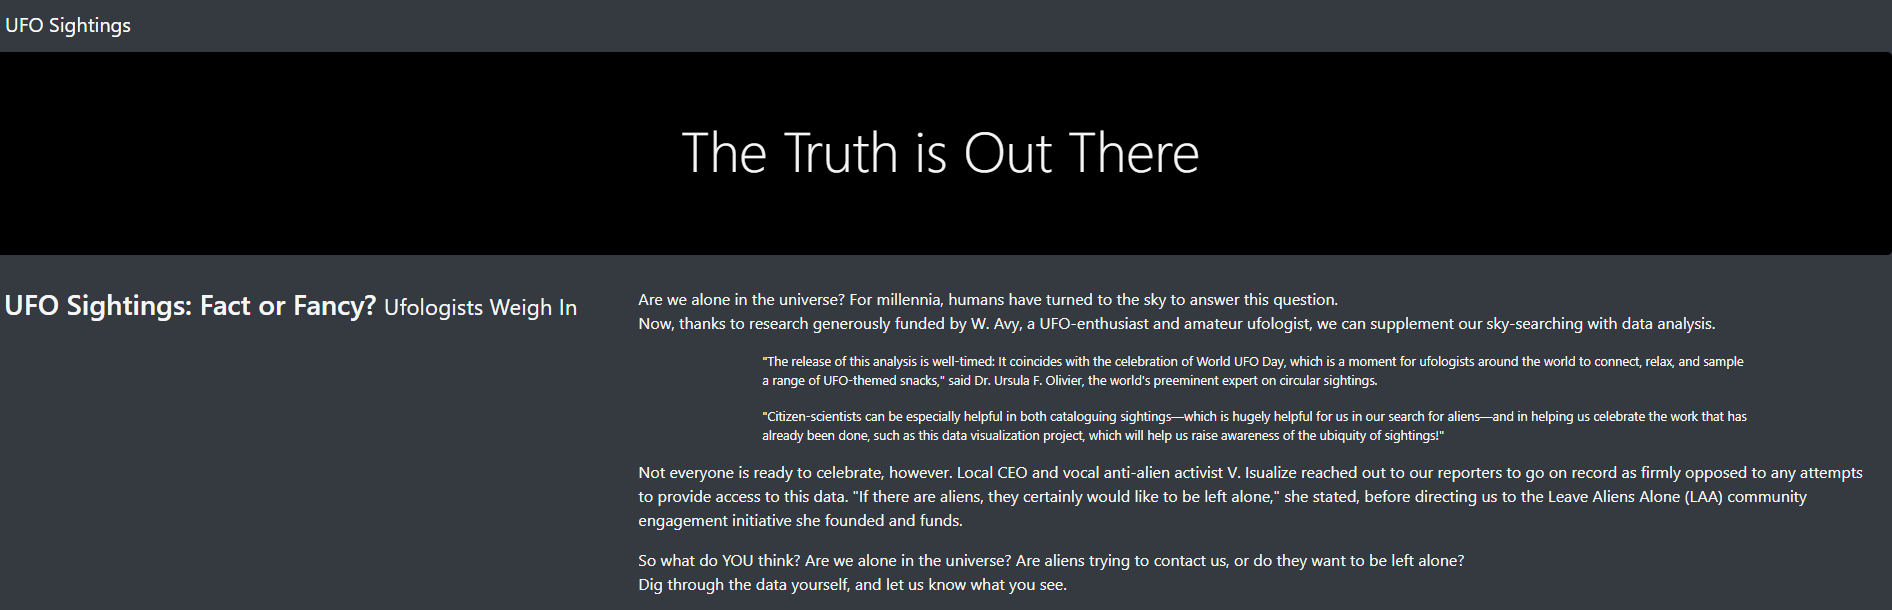 UFO Sightings
The Truth is Out There
UFO Sightings: Fact or Fancy? Ufologists Weigh In
Are we alone in the universe? For millennia, humans have turned to the sky to answer this question.
Now, thanks to research generously funded by W. Avy, a UFO-enthusiast and amateur ufologist, we can supplement our sky-searching with data analysis.
"The release of this analysis is well-timed: It coincides with the celebration of World UFO Day, which is a moment for ufologists around the world to connect, relax, and sample
a range of UFO-themed snacks," said Dr. Ursula F. Olivier, the world's preeminent expert on circular sightings.
"Citizen-scientists can be especially helpful in both cataloguing sightings—which is hugely helpful for us in our search for aliens—and in helping us celebrate the work that has
already been done, such as this data visualization project, which will help us raise awareness of the ubiquity of sightings!"
Not everyone is ready to celebrate, however. Local CEO and vocal anti-alien activist V. Isualize reached out to our reporters to go on record as firmly opposed to any attempts
to provide access to this data. "If there are aliens, they certainly would like to be left alone," she stated, before directing us to the Leave Aliens Alone (LAA) community
engagement initiative she founded and funds.
So what do YOU think? Are we alone in the universe? Are aliens trying to contact us, or do they want to be left alone?
Dig through the data yourself, and let us know what you see.